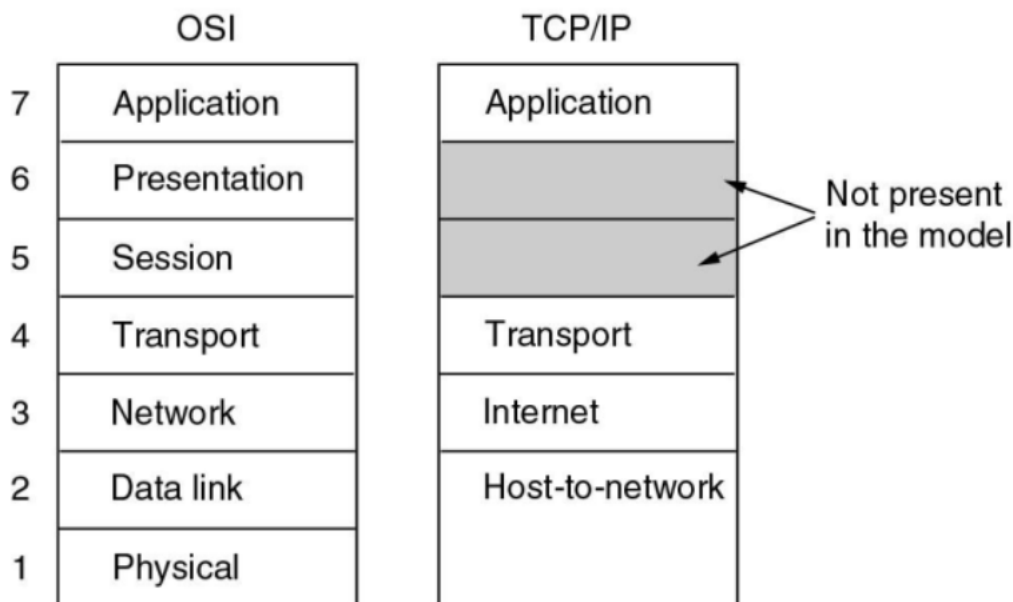 OSI TCP/IP
7 Application Application
6 Presentation
Not present
in the model
5 Session
4 Transport Transport
3 Network Internet
2 Data link Host-to-network
1 Physical